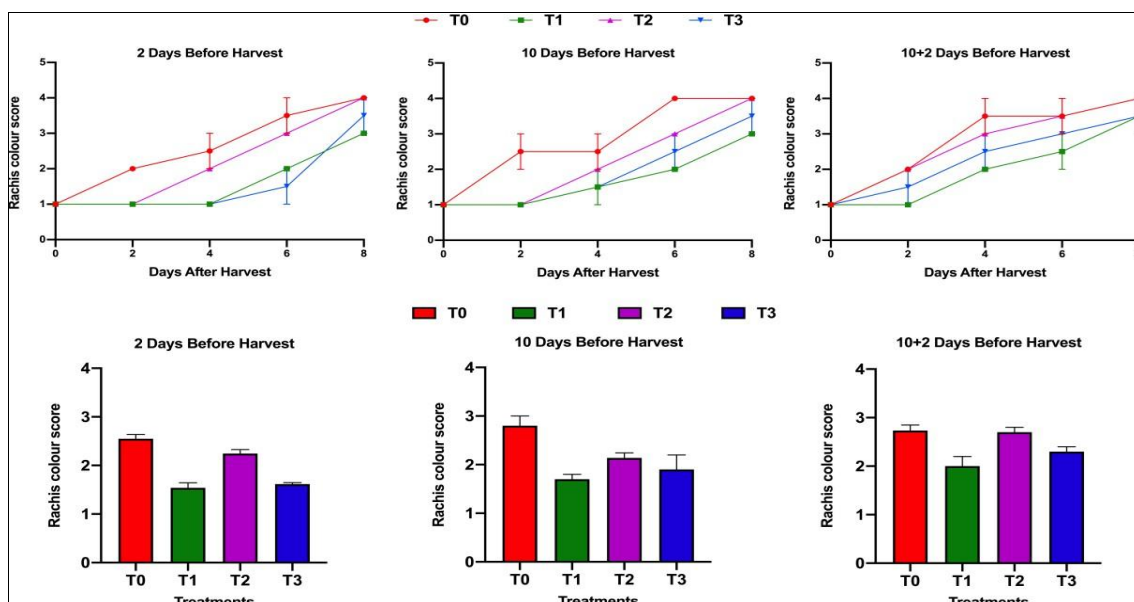 T0 T1 T2 T3
2 Days Before Harvest
Rachis colour score
5
4
3
2
1
0
0 2 4 6 8
Days After Harvest
10 Days Before Harvest
Rachis colour score
5
4
3
2
1
0
0 2 4 6 8
Days After Harvest
10+2 Days Before Harvest
Rachis colour score
5
4
3
2
1
0
0 2 4 6
Days After Harvest
T0 T1 T2 T3
2 Days Before Harvest
Rachis colour score
4
3
2
1
0
T0 T1 T2 T3
Treatments
10 Days Before Harvest
Rachis colour score
4
3
2
1
0
T0 T1 T2 T3
Treatments
10+2 Days Before Harvest
Rachis colour score
4
3
2
1
0
T0 T1 T2 T3
Treatments